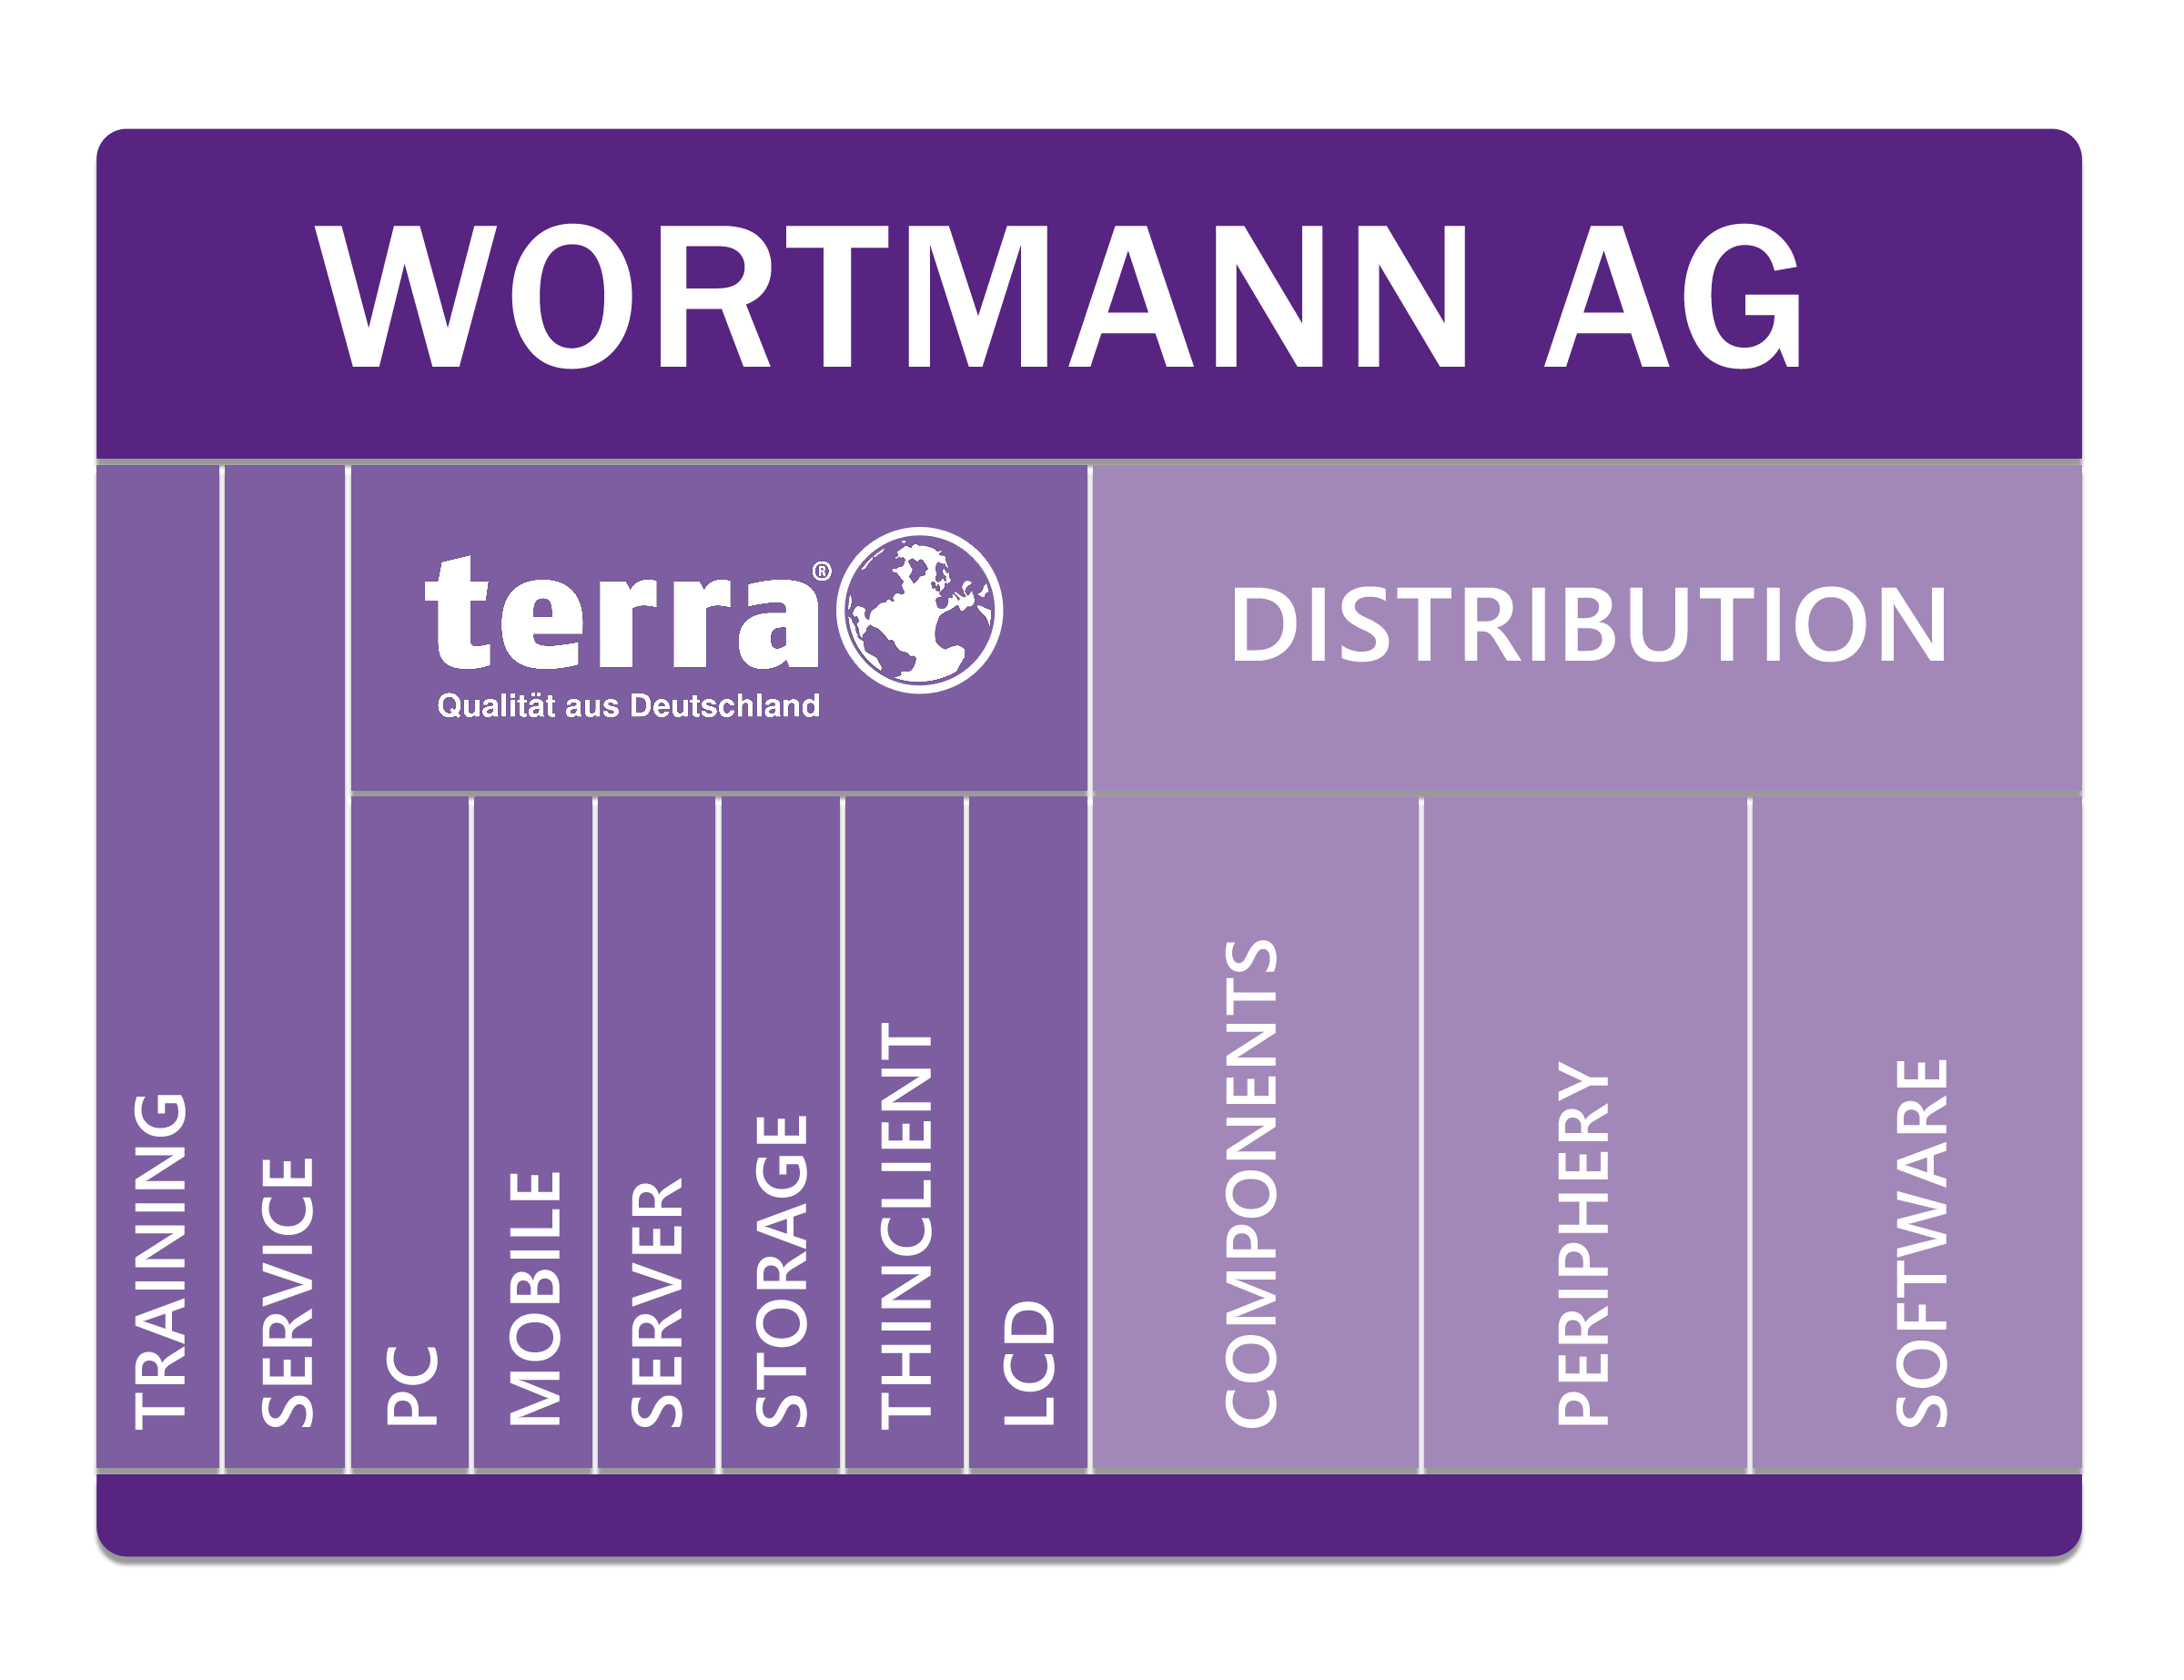 WORTMANN AG
terra®
Qualität aus Deutschland
DISTRIBUTION
TRAINING
SERVICE
PC
MOBILE
SERVER
STORAGE
THINCLIENT
LCD
COMPONENTS
PERIPHERY
SOFTWARE